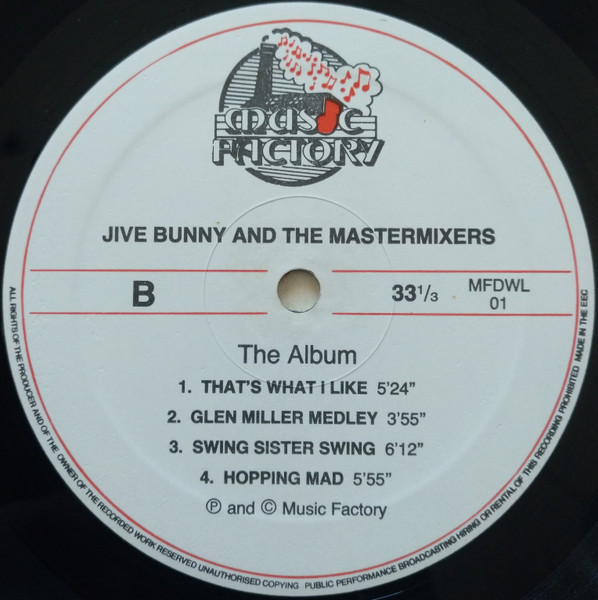 MUSIC
FACTORY
JIVE BUNNY AND THE MASTERMIXERS
B
33 1/3
MFDWL
01
The Album
1. THAT'S WHAT I LIKE 5'24"
2. GLEN MILLER MEDLEY 3'55"
3. SWING SISTER SWING 6'12"
4. HOPPING MAD 5'55"
Ⓟ and © Music Factory
ALL RIGHTS OF THE PRODUCER AND OF THE OWNER OF THE RECORDED WORK RESERVED UNAUTHORISED COPYING PUBLIC PERFORMANCE BROADCASTING HIRING OR RENTAL OF THIS RECORDING PROHIBITED MADE IN THE EEC